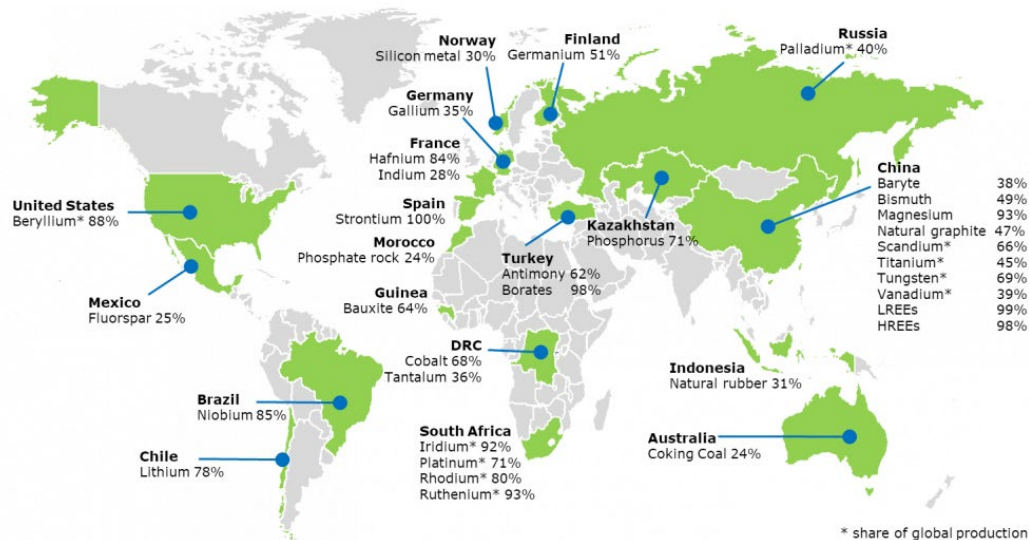 Norway
Silicon metal 30%
Finland
Germanium 51%
Russia
Palladium* 40%
Germany
Gallium 35%
France
Hafnium 84%
Indium 28%
United States
Beryllium* 88%
Spain
Strontium 100%
Morocco
Phosphate rock 24%
Kazakhstan
Phosphorus 71%
Turkey
Antimony 62%
Borates 98%
China
Baryte 38%
Bismuth 49%
Magnesium 93%
Natural graphite 47%
Scandium* 66%
Titanium* 45%
Tungsten* 69%
Vanadium* 39%
LREEs 99%
HREEs 98%
Mexico
Fluorspar 25%
Guinea
Bauxite 64%
DRC
Cobalt 68%
Tantalum 36%
Indonesia
Natural rubber 31%
Brazil
Niobium 85%
South Africa
Iridium* 92%
Platinum* 71%
Rhodium* 80%
Ruthenium* 93%
Australia
Coking Coal 24%
Chile
Lithium 78%
* share of global production